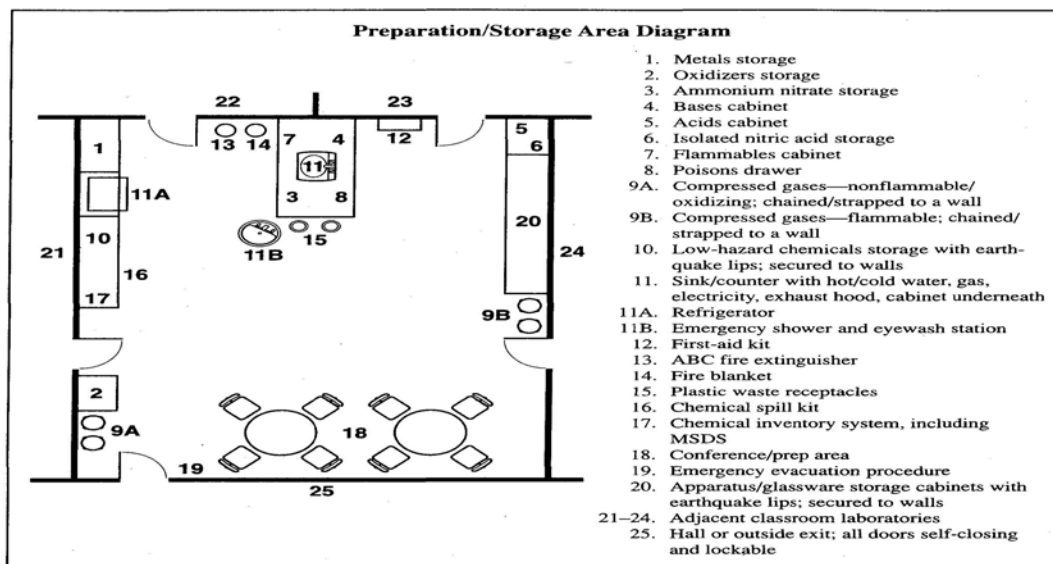 Preparation/Storage Area Diagram
22
23
1
13
14
7
4
12
5
6
11
11A
3
8
20
10
11B
15
21
16
24
17
9B
2
9A
18
19
25
1. Metals storage
2. Oxidizers storage
3. Ammonium nitrate storage
4. Bases cabinet
5. Acids cabinet
6. Isolated nitric acid storage
7. Flammables cabinet
8. Poisons drawer
9A. Compressed gases—nonflammable/
oxidizing; chained/strapped to a wall
9B. Compressed gases—flammable; chained/
strapped to a wall
10. Low-hazard chemicals storage with earth-
quake lips; secured to walls
11. Sink/counter with hot/cold water, gas,
electricity, exhaust hood, cabinet underneath
11A. Refrigerator
11B. Emergency shower and eyewash station
12. First-aid kit
13. ABC fire extinguisher
14. Fire blanket
15. Plastic waste receptacles
16. Chemical spill kit
17. Chemical inventory system, including
MSDS
18. Conference/prep area
19. Emergency evacuation procedure
20. Apparatus/glassware storage cabinets with
earthquake lips; secured to walls
21–24. Adjacent classroom laboratories
25. Hall or outside exit; all doors self-closing
and lockable